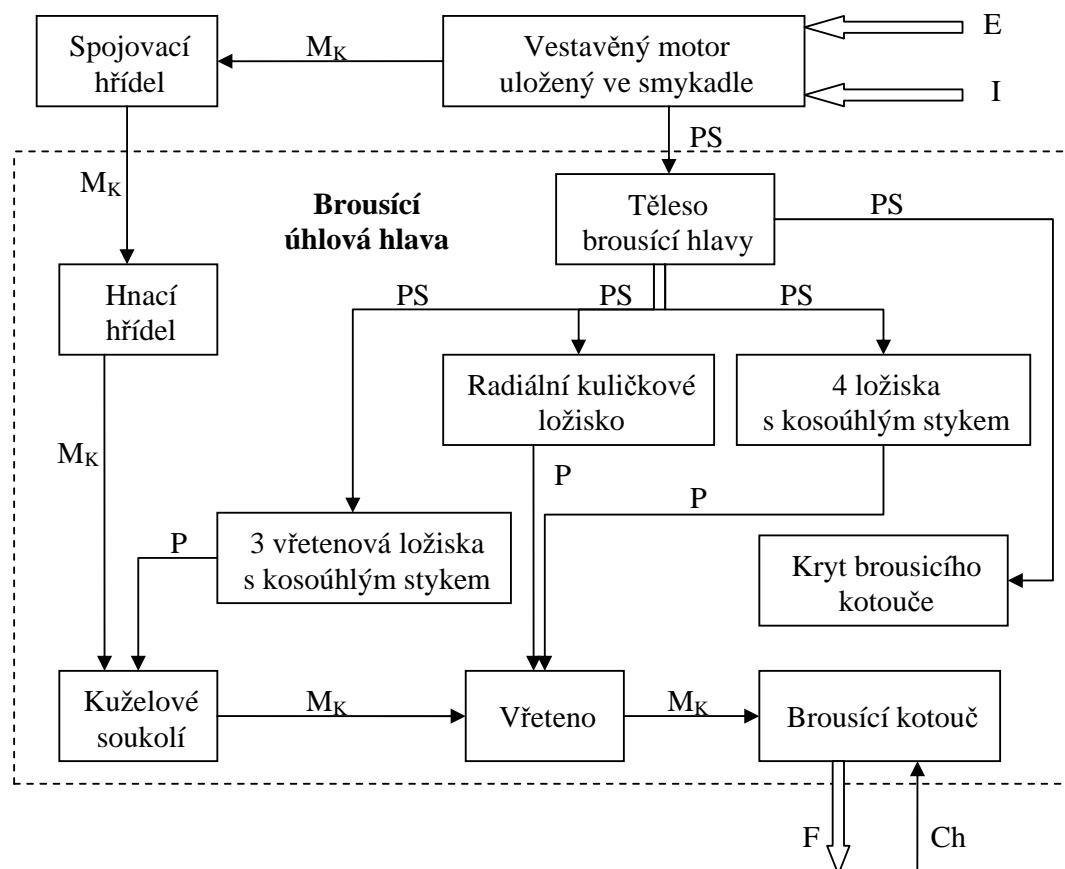 Spojovací
hřídel
M_K
Vestavěný motor
uložený ve smykadle
E
I
PS
M_K
Brousící
úhlová hlava
Těleso
brousící hlavy
PS
Hnací
hřídel
PS
PS
PS
Radiální kuličkové
ložisko
4 ložiska
s kosoúhlým stykem
M_K
P
P
P
3 vřetenová ložiska
s kosoúhlým stykem
Kryt brousicího
kotouče
Kuželové
soukolí
M_K
Vřeteno
M_K
Brousící kotouč
F
Ch